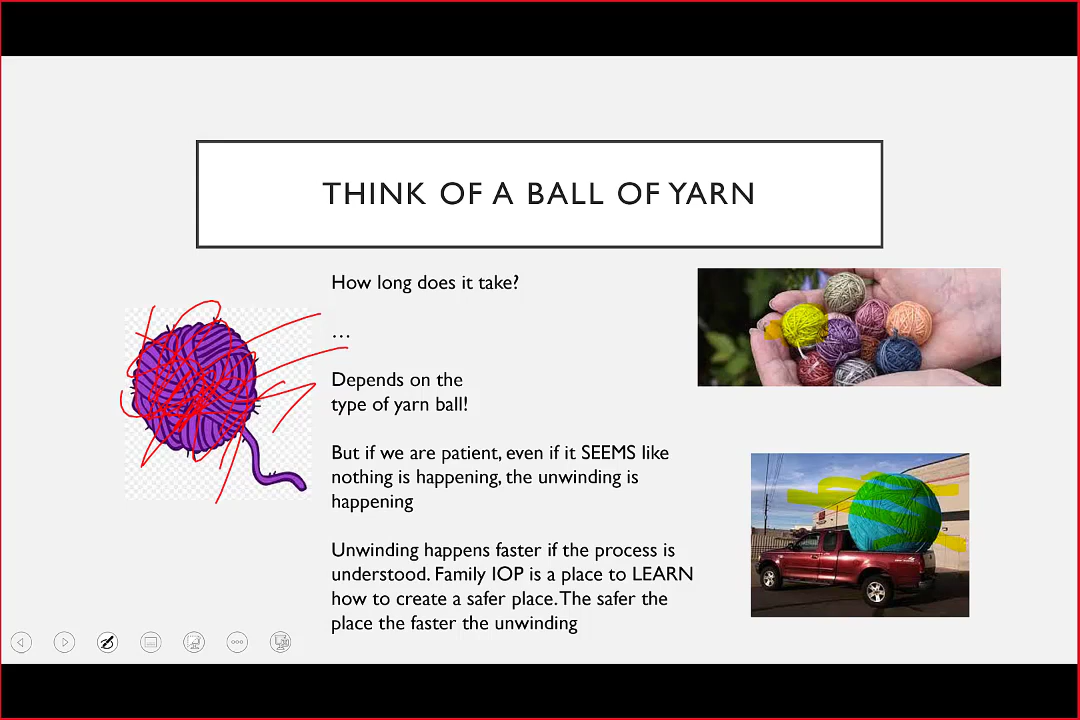 THINK OF A BALL OF YARN
How long does it take?
…
Depends on the
type of yarn ball!
But if we are patient, even if it SEEMS like
nothing is happening, the unwinding is
happening
Unwinding happens faster if the process is
understood. Family IOP is a place to LEARN
how to create a safer place. The safer the
place the faster the unwinding